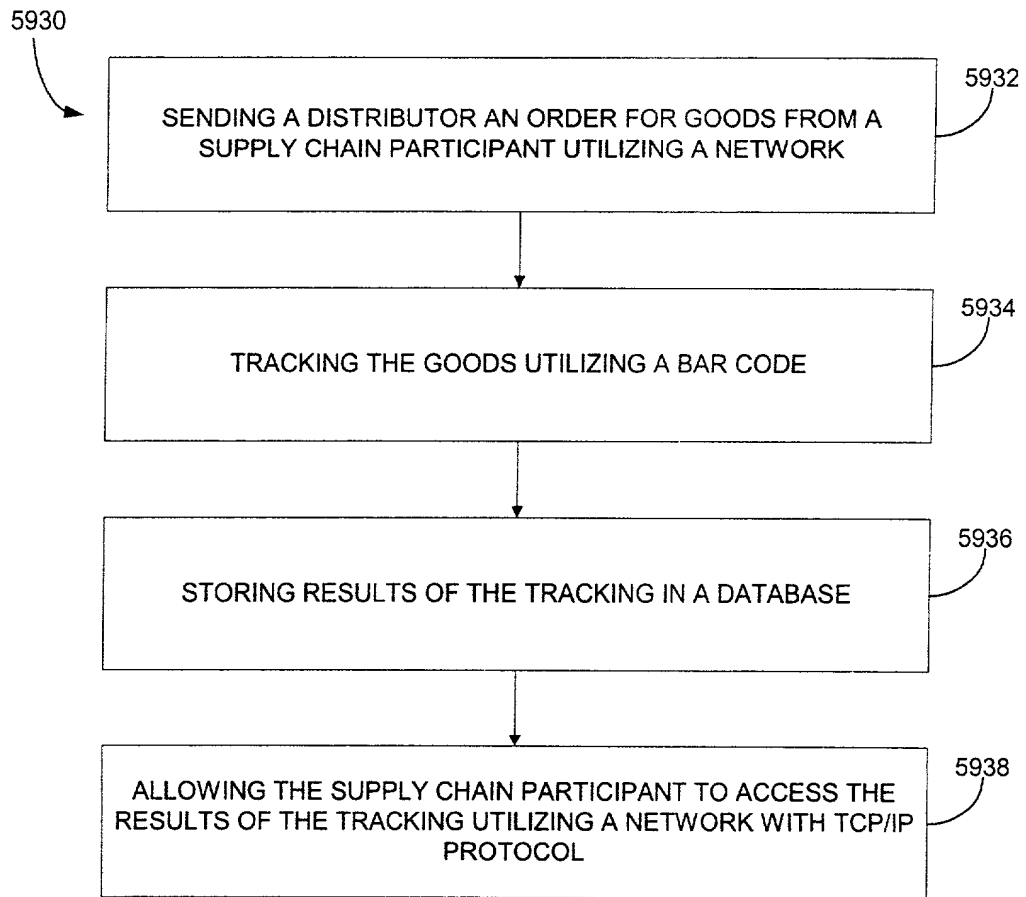 5930
5932
SENDING A DISTRIBUTOR AN ORDER FOR GOODS FROM A
SUPPLY CHAIN PARTICIPANT UTILIZING A NETWORK
5934
TRACKING THE GOODS UTILIZING A BAR CODE
5936
STORING RESULTS OF THE TRACKING IN A DATABASE
5938
ALLOWING THE SUPPLY CHAIN PARTICIPANT TO ACCESS THE
RESULTS OF THE TRACKING UTILIZING A NETWORK WITH TCP/IP
PROTOCOL